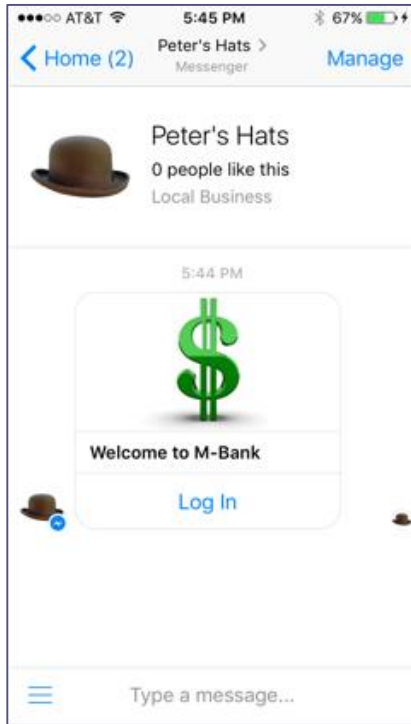 AT&T 5:45 PM 67%
Home (2) Peter's Hats Manage
Messenger
Peter's Hats
0 people like this
Local Business
5:44 PM
Welcome to M-Bank
Log In
Type a message...